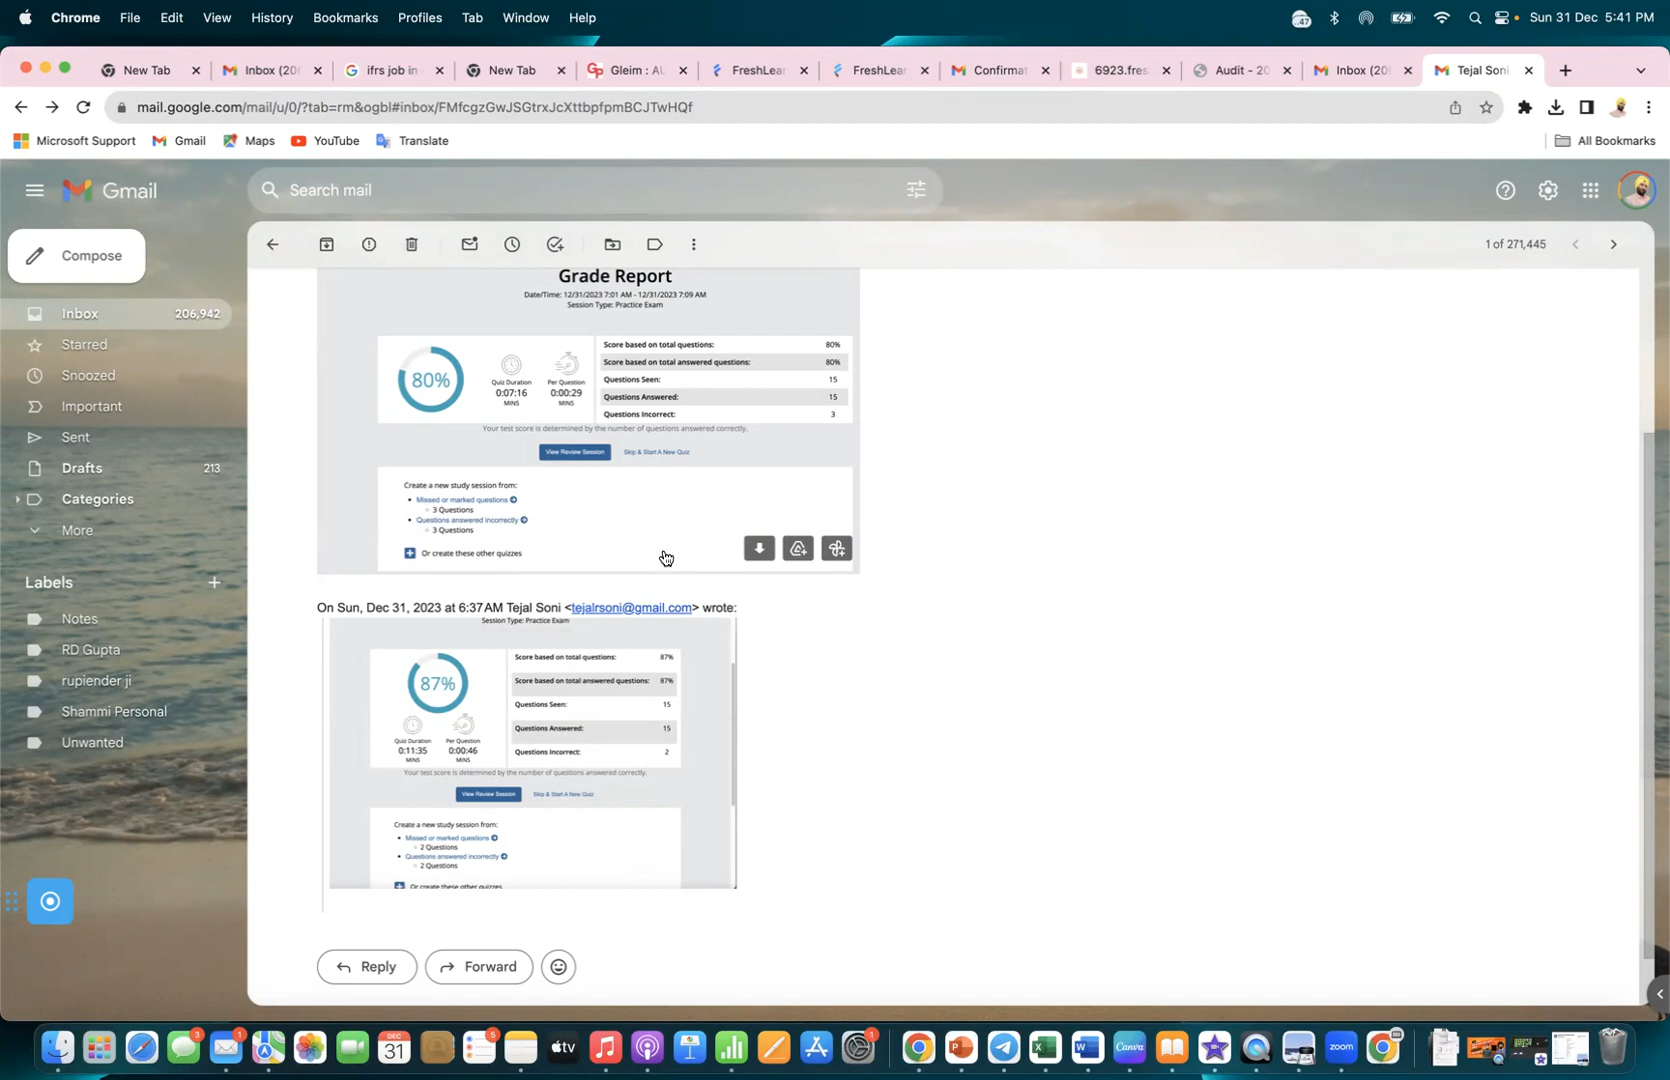 Chrome File Edit View History Bookmarks Profiles Tab Window Help .47 Sun 31 Dec 5:41 PM
New Tab Inbox (20 ifrs job in New Tab Gleim : Au FreshLear FreshLear Confirmat 6923.fres Audit - 20 Inbox (20 Tejal Soni
mail.google.com/mail/u/0/?tab=rm&ogbl#inbox/FMfcgzGwJSGtrxJcXttbpfpmBCJTwHQf
Microsoft Support Gmail Maps YouTube Translate All Bookmarks
Gmail Search mail
Compose
1 of 271,445
Inbox 206,942
Starred
Snoozed
Important
Sent
Drafts 213
Categories
More
Labels
Notes
RD Gupta
rupiender ji
Shammi Personal
Unwanted
Grade Report
Date/Time: 12/31/2023 7:01 AM - 12/31/2023 7:09 AM
Session Type: Practice Exam
80%
Quiz Duration
0:07:16
MINS
Per Question
0:00:29
MINS
Score based on total questions: 80%
Score based on total answered questions: 80%
Questions Seen: 15
Questions Answered: 15
Questions Incorrect: 3
Your test score is determined by the number of questions answered correctly.
View Review Session Skip & Start A New Quiz
Create a new study session from:
• Missed or marked questions
3 Questions
• Questions answered incorrectly
3 Questions
Or create these other quizzes
On Sun, Dec 31, 2023 at 6:37 AM Tejal Soni <tejalrsoni@gmail.com> wrote:
Session Type: Practice Exam
87%
Quiz Duration
0:11:35
MINS
Per Question
0:00:46
MINS
Score based on total questions: 87%
Score based on total answered questions: 87%
Questions Seen: 15
Questions Answered: 15
Questions Incorrect: 2
Your test score is determined by the number of questions answered correctly.
View Review Session Skip & Start A New Quiz
Create a new study session from:
• Missed or marked questions
2 Questions
• Questions answered incorrectly
2 Questions
Or create these other quizzes
Reply Forward
3 1 DEC 31 5 tv 1 Canva zoom